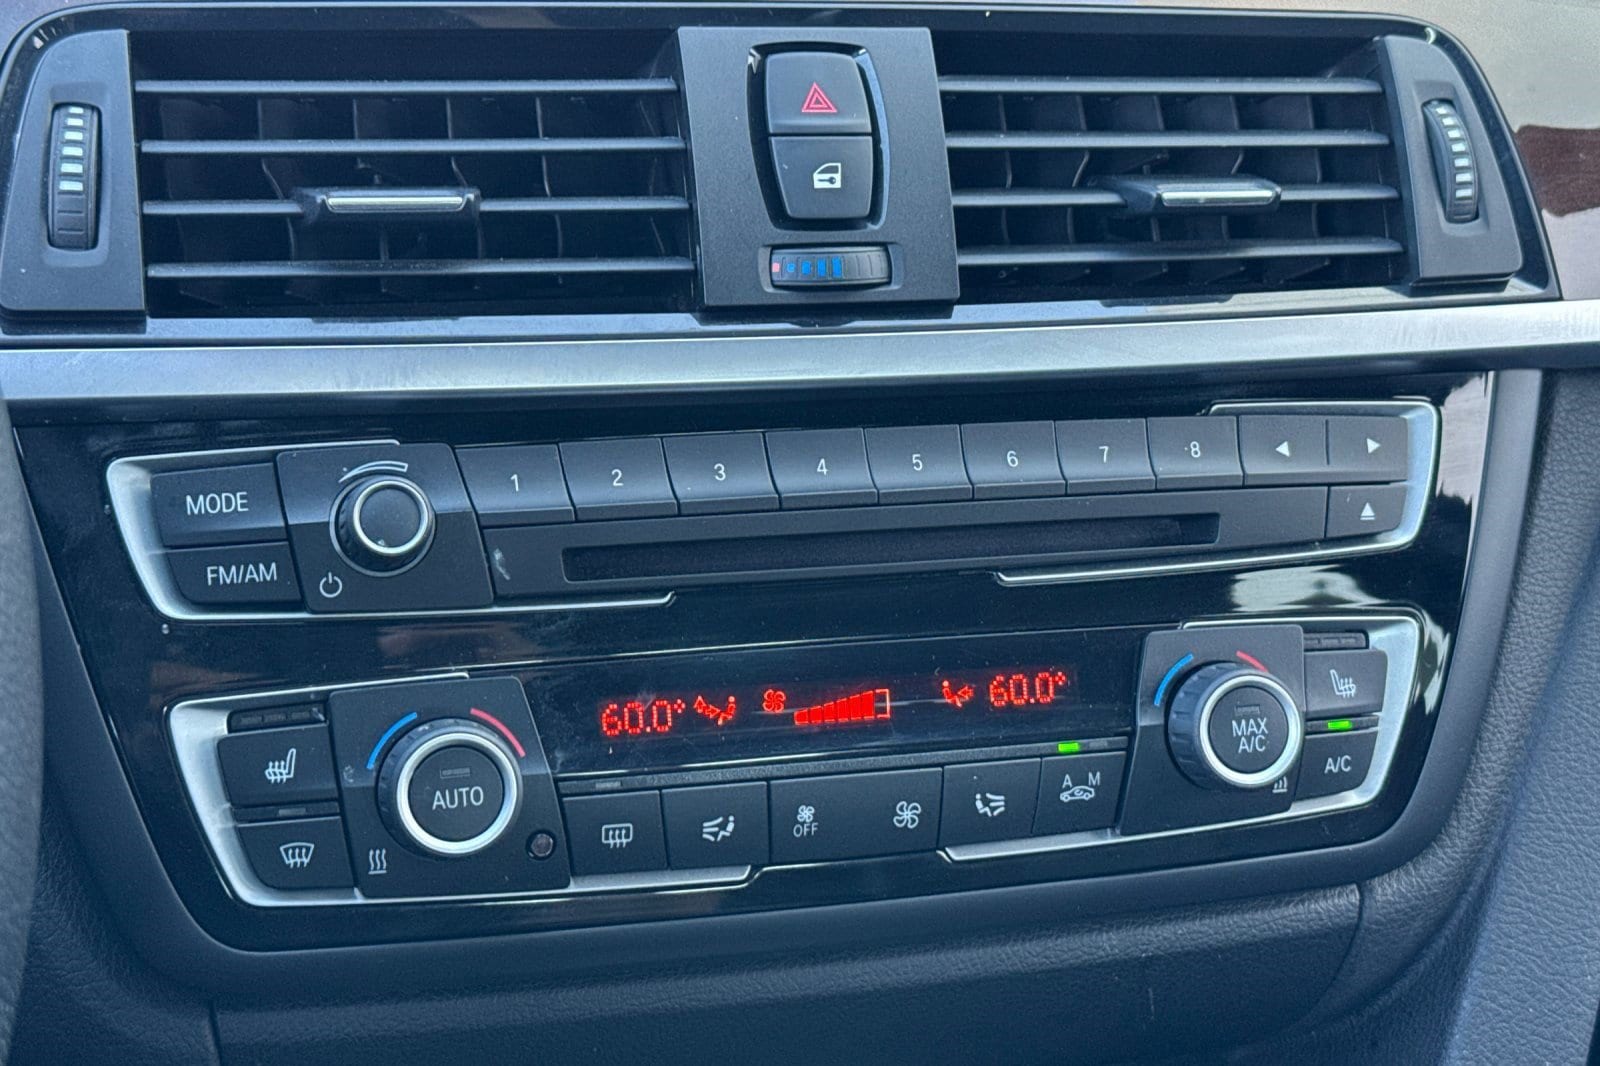 1 2 3 4 5 6 7 8
MODE
FM/AM
60.0° 60.0°
MAX
A/C
A/C
AUTO
OFF
A M